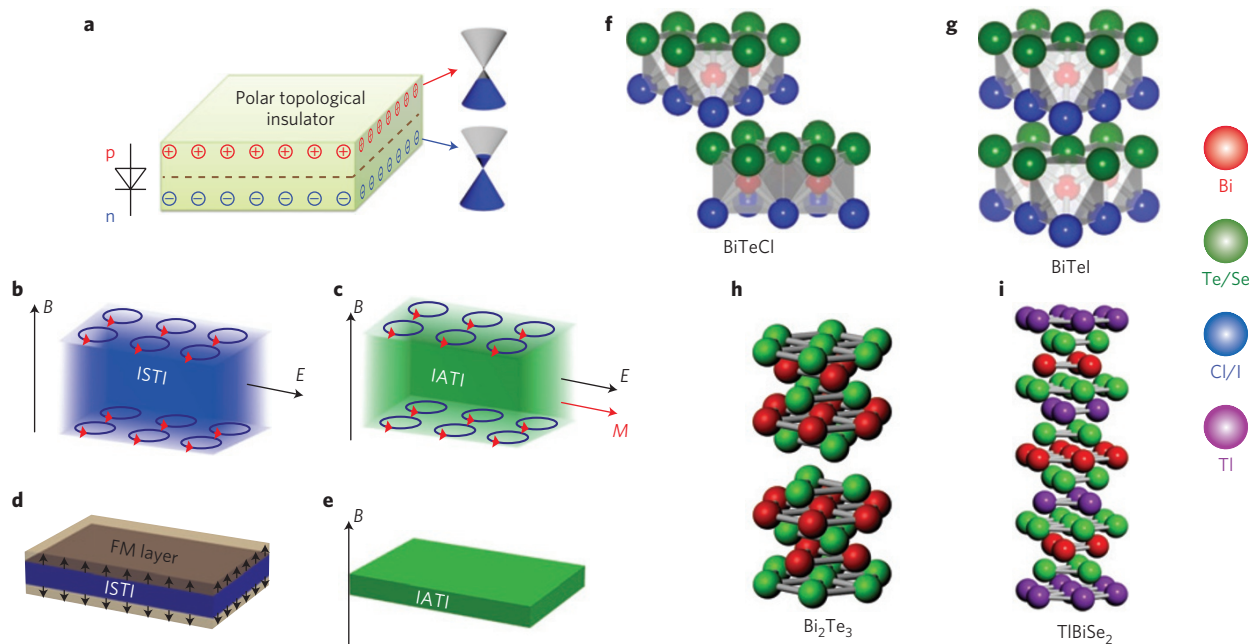 a
Polar topological
insulator
p
n
b
B
ISTI
E
c
B
IATI
E
M
d
FM layer
ISTI
e
B
IATI
f
BiTeCl
g
BiTeI
h
Bi₂Te₃
i
TlBiSe₂
Bi
Te/Se
Cl/I
Tl